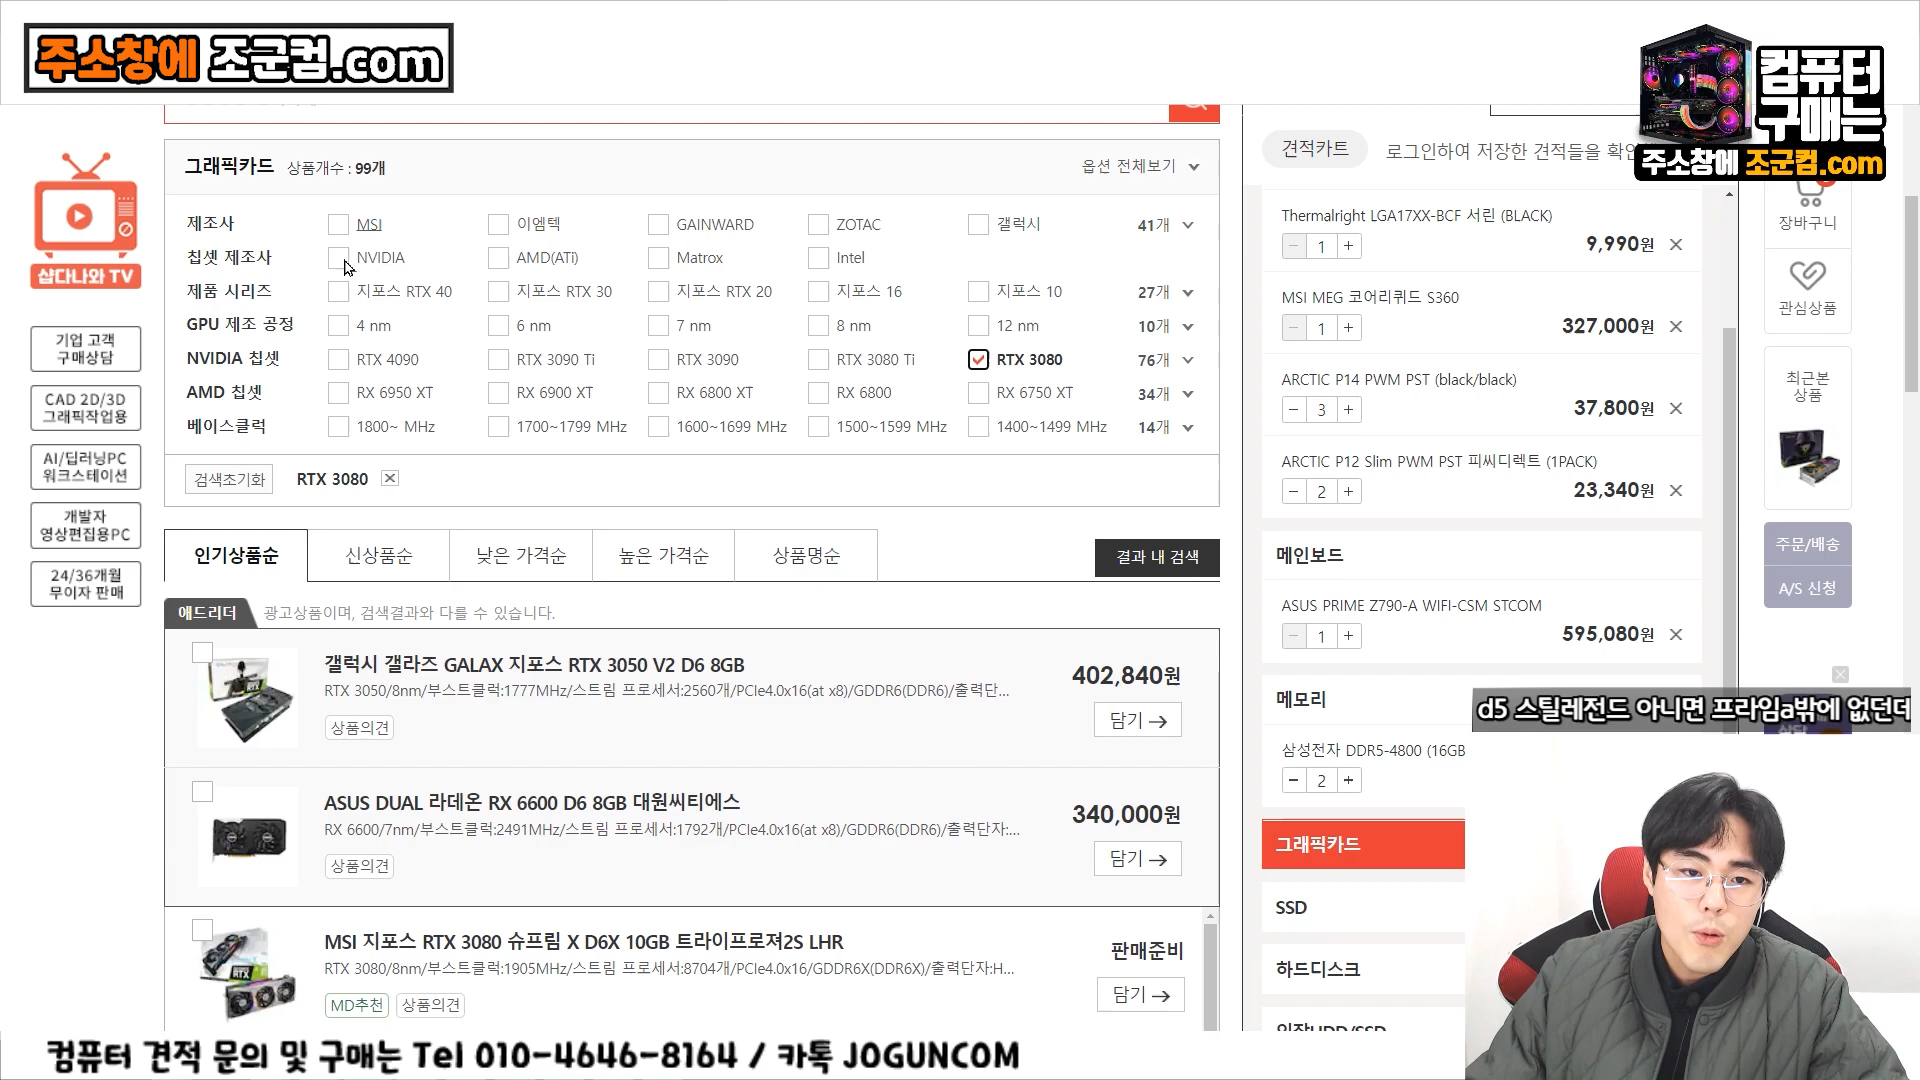 주소창에 조군컴.com
컴퓨터
구매는
주소창에 조군컴.com
샵다나와 TV
기업 고객
구매상담
CAD 2D/3D
그래픽작업용
AI/딥러닝PC
워크스테이션
개발자
영상편집용PC
24/36개월
무이자 판매
그래픽카드 상품개수 : 99개
옵션 전체보기
제조사 MSI 이엠텍 GAINWARD ZOTAC 갤럭시 41개
칩셋 제조사 NVIDIA AMD(ATi) Matrox Intel
제품 시리즈 지포스 RTX 40 지포스 RTX 30 지포스 RTX 20 지포스 16 지포스 10 27개
GPU 제조 공정 4 nm 6 nm 7 nm 8 nm 12 nm 10개
NVIDIA 칩셋 RTX 4090 RTX 3090 Ti RTX 3090 RTX 3080 Ti RTX 3080 76개
AMD 칩셋 RX 6950 XT RX 6900 XT RX 6800 XT RX 6800 RX 6750 XT 34개
베이스클럭 1800~ MHz 1700~1799 MHz 1600~1699 MHz 1500~1599 MHz 1400~1499 MHz 14개
검색초기화 RTX 3080
인기상품순 신상품순 낮은 가격순 높은 가격순 상품명순 결과 내 검색
애드리더 광고상품이며, 검색결과와 다를 수 있습니다.
갤럭시 갤라즈 GALAX 지포스 RTX 3050 V2 D6 8GB
RTX 3050/8nm/부스트클럭:1777MHz/스트림 프로세서:2560개/PCIe4.0x16(at x8)/GDDR6(DDR6)/출력단...
상품의견
402,840원
담기 →
ASUS DUAL 라데온 RX 6600 D6 8GB 대원씨티에스
RX 6600/7nm/부스트클럭:2491MHz/스트림 프로세서:1792개/PCIe4.0x16(at x8)/GDDR6(DDR6)/출력단자:...
상품의견
340,000원
담기 →
MSI 지포스 RTX 3080 슈프림 X D6X 10GB 트라이프로져2S LHR
RTX 3080/8nm/부스트클럭:1905MHz/스트림 프로세서:8704개/PCIe4.0x16/GDDR6X(DDR6X)/출력단자:H...
MD추천 상품의견
판매준비
담기 →
견적카트 로그인하여 저장한 견적들을 확인
Thermalright LGA17XX-BCF 서린 (BLACK)
− 1 + 9,990원
MSI MEG 코어리퀴드 S360
− 1 + 327,000원
ARCTIC P14 PWM PST (black/black)
− 3 + 37,800원
ARCTIC P12 Slim PWM PST 피씨디렉트 (1PACK)
− 2 + 23,340원
메인보드
ASUS PRIME Z790-A WIFI-CSM STCOM
− 1 + 595,080원
메모리
삼성전자 DDR5-4800 (16GB
− 2 +
그래픽카드
SSD
하드디스크
장바구니
관심상품
최근본
상품
주문/배송
A/S 신청
d5 스틸레전드 아니면 프라임a밖에 없던데
컴퓨터 견적 문의 및 구매는 Tel 010-4646-8164 / 카톡 JOGUNCOM